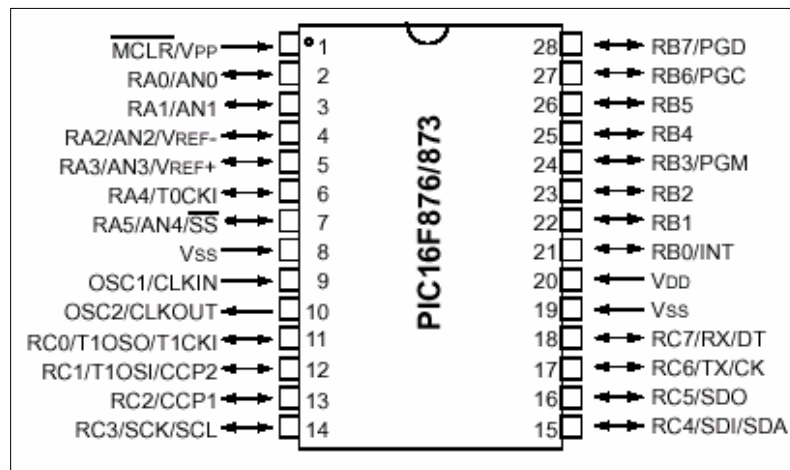 MCLR/VPP 1 28 RB7/PGD
RA0/AN0 2 27 RB6/PGC
RA1/AN1 3 26 RB5
RA2/AN2/VREF- 4 25 RB4
RA3/AN3/VREF+ 5 24 RB3/PGM
RA4/T0CKI 6 23 RB2
RA5/AN4/SS 7 22 RB1
VSS 8 21 RB0/INT
OSC1/CLKIN 9 20 VDD
OSC2/CLKOUT 10 19 VSS
RC0/T1OSO/T1CKI 11 18 RC7/RX/DT
RC1/T1OSI/CCP2 12 17 RC6/TX/CK
RC2/CCP1 13 16 RC5/SDO
RC3/SCK/SCL 14 15 RC4/SDI/SDA
PIC16F876/873